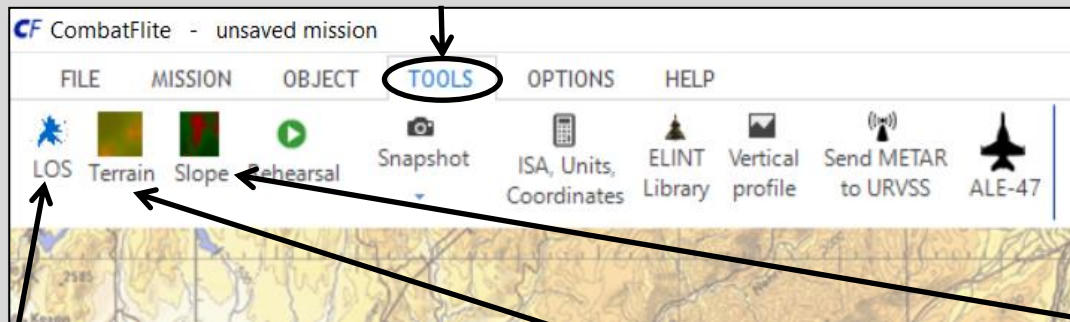 CF CombatFlite - unsaved mission
FILE MISSION OBJECT TOOLS OPTIONS HELP
LOS Terrain Slope Rehearsal Snapshot ISA, Units, Coordinates ELINT Library Vertical profile Send METAR to URVSS ALE-47
2585